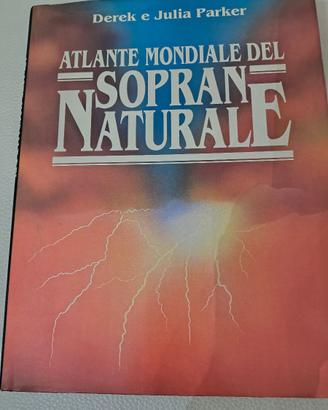 Derek e Julia Parker
ATLANTE MONDIALE DEL
SOPRAN
NATURALE